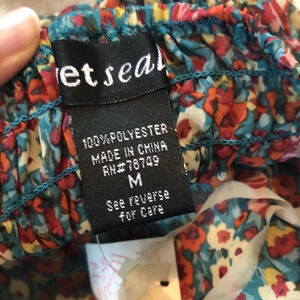 et seal
100%POLYESTER
MADE IN CHINA
RN#78749
M
See reverse
for Care